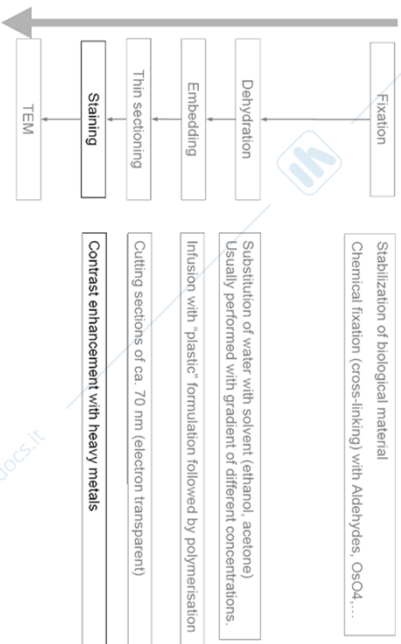 Fixation
Stabilization of biological material
Chemical fixation (cross-linking) with Aldehydes, OsO4,...
Dehydration
Substitution of water with solvent (ethanol, acetone)
Usually performed with gradient of different concentrations.
Embedding
Infusion with "plastic" formulation followed by polymerisation
Thin sectioning
Cutting sections of ca. 70 nm (electron transparent)
Staining
Contrast enhancement with heavy metals
TEM
ocs.it